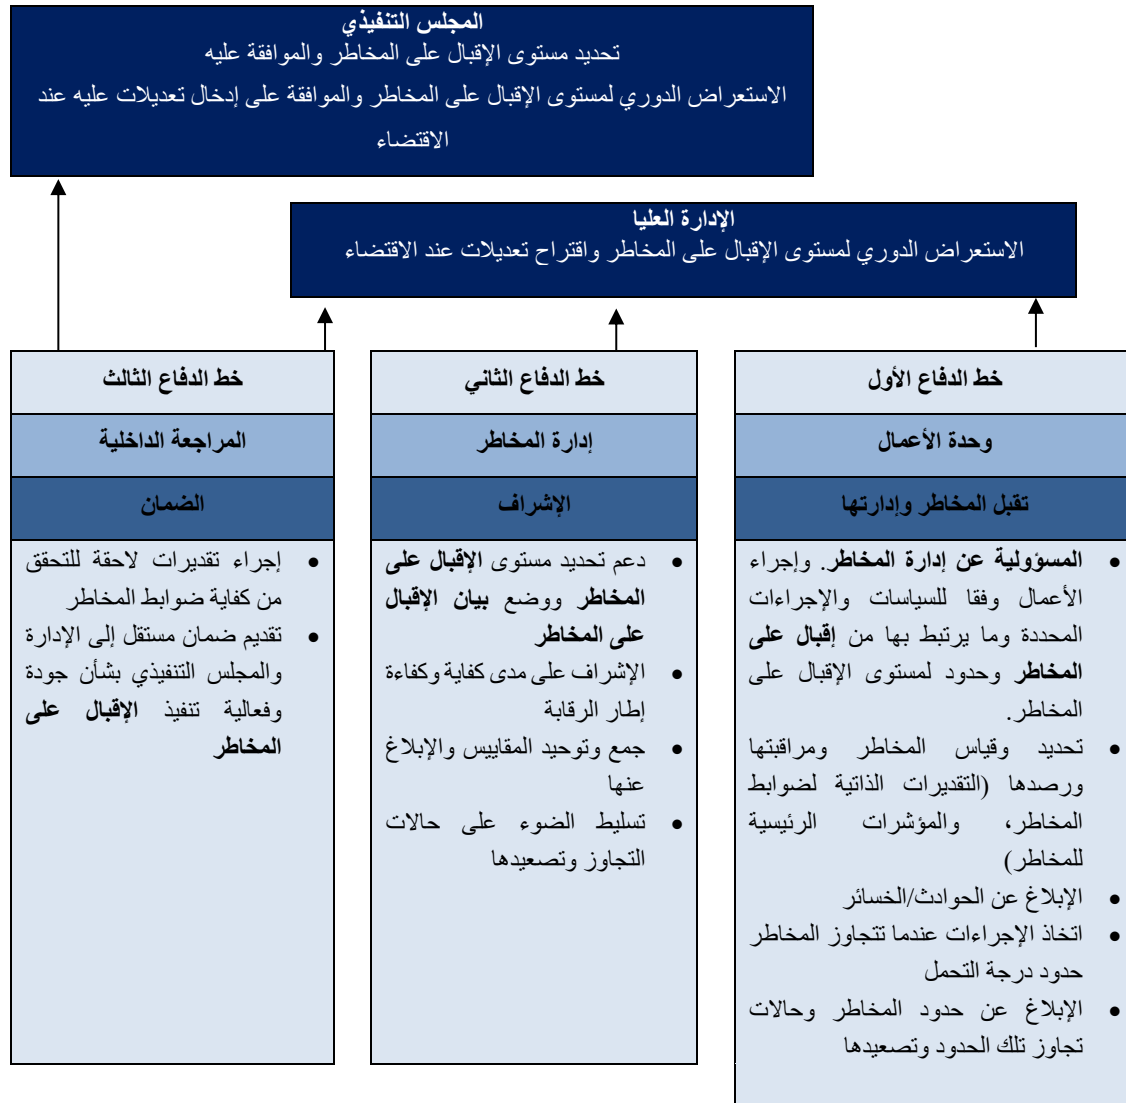 المجلس التنفيذي
تحديد مستوى الإقبال على المخاطر والموافقة عليه
الاستعراض الدوري لمستوى الإقبال على المخاطر والموافقة على إدخال تعديلات عليه عند
الاقتضاء
الإدارة العليا
الاستعراض الدوري لمستوى الإقبال على المخاطر واقتراح تعديلات عند الاقتضاء
خط الدفاع الأول
وحدة الأعمال
تقبل المخاطر وإدارتها
• المسؤولية عن إدارة المخاطر. وإجراء
الأعمال وفقا للسياسات والإجراءات
المحددة وما يرتبط بها من إقبال على
المخاطر وحدود لمستوى الإقبال على
المخاطر.
• تحديد وقياس المخاطر ومراقبتها
ورصدها (التقديرات الذاتية لضوابط
المخاطر، والمؤشرات الرئيسية
للمخاطر)
• الإبلاغ عن الحوادث/الخسائر
• اتخاذ الإجراءات عندما تتجاوز المخاطر
حدود درجة التحمل
• الإبلاغ عن حدود المخاطر وحالات
تجاوز تلك الحدود وتصعيدها
خط الدفاع الثاني
إدارة المخاطر
الإشراف
• دعم تحديد مستوى الإقبال على
المخاطر ووضع بيان الإقبال
على المخاطر
• الإشراف على مدى كفاية وكفاءة
إطار الرقابة
• جمع وتوحيد المقاييس والإبلاغ
عنها
• تسليط الضوء على حالات
التجاوز وتصعيدها
خط الدفاع الثالث
المراجعة الداخلية
الضمان
• إجراء تقديرات لاحقة للتحقق
من كفاية ضوابط المخاطر
• تقديم ضمان مستقل إلى الإدارة
والمجلس التنفيذي بشأن جودة
وفعالية تنفيذ الإقبال على
المخاطر